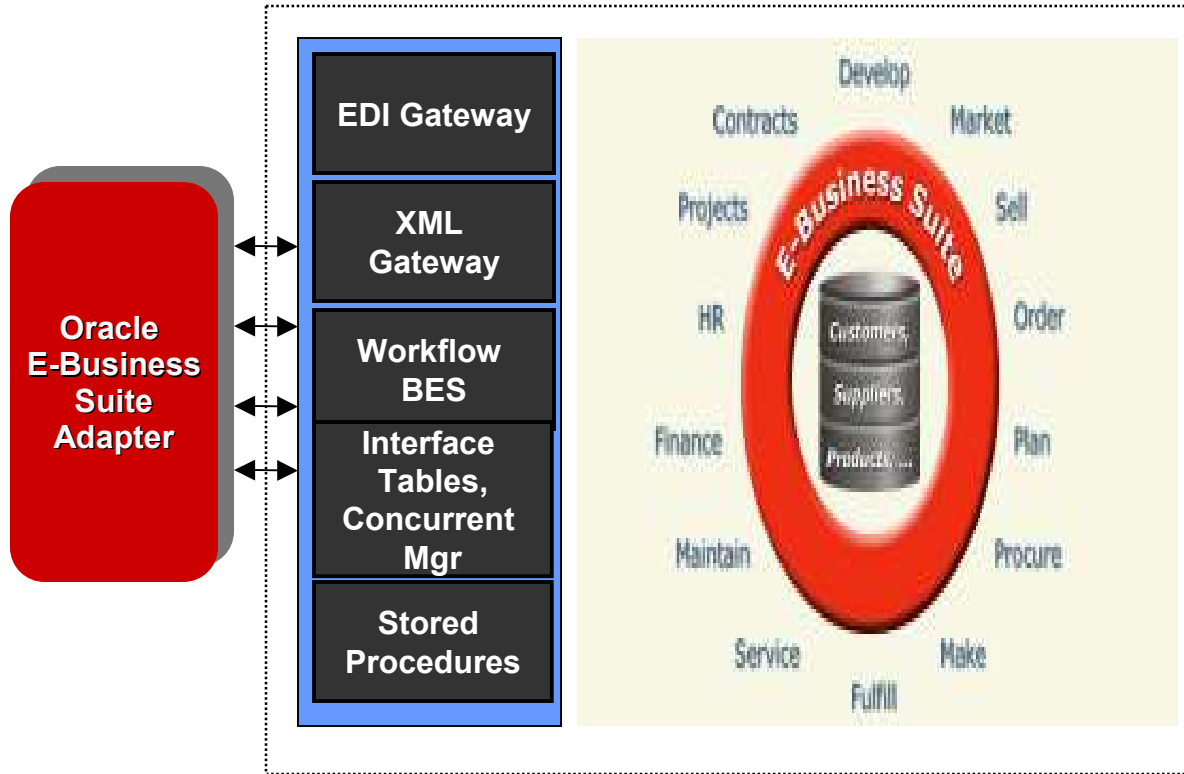 Oracle
E-Business
Suite
Adapter
EDI Gateway
XML
Gateway
Workflow
BES
Interface
Tables,
Concurrent
Mgr
Stored
Procedures
Develop
Market
Sell
Order
Plan
Procure
Make
Fulfill
Service
Maintain
Finance
HR
Projects
Contracts
E-Business Suite
Customers,
Suppliers,
Products, ...